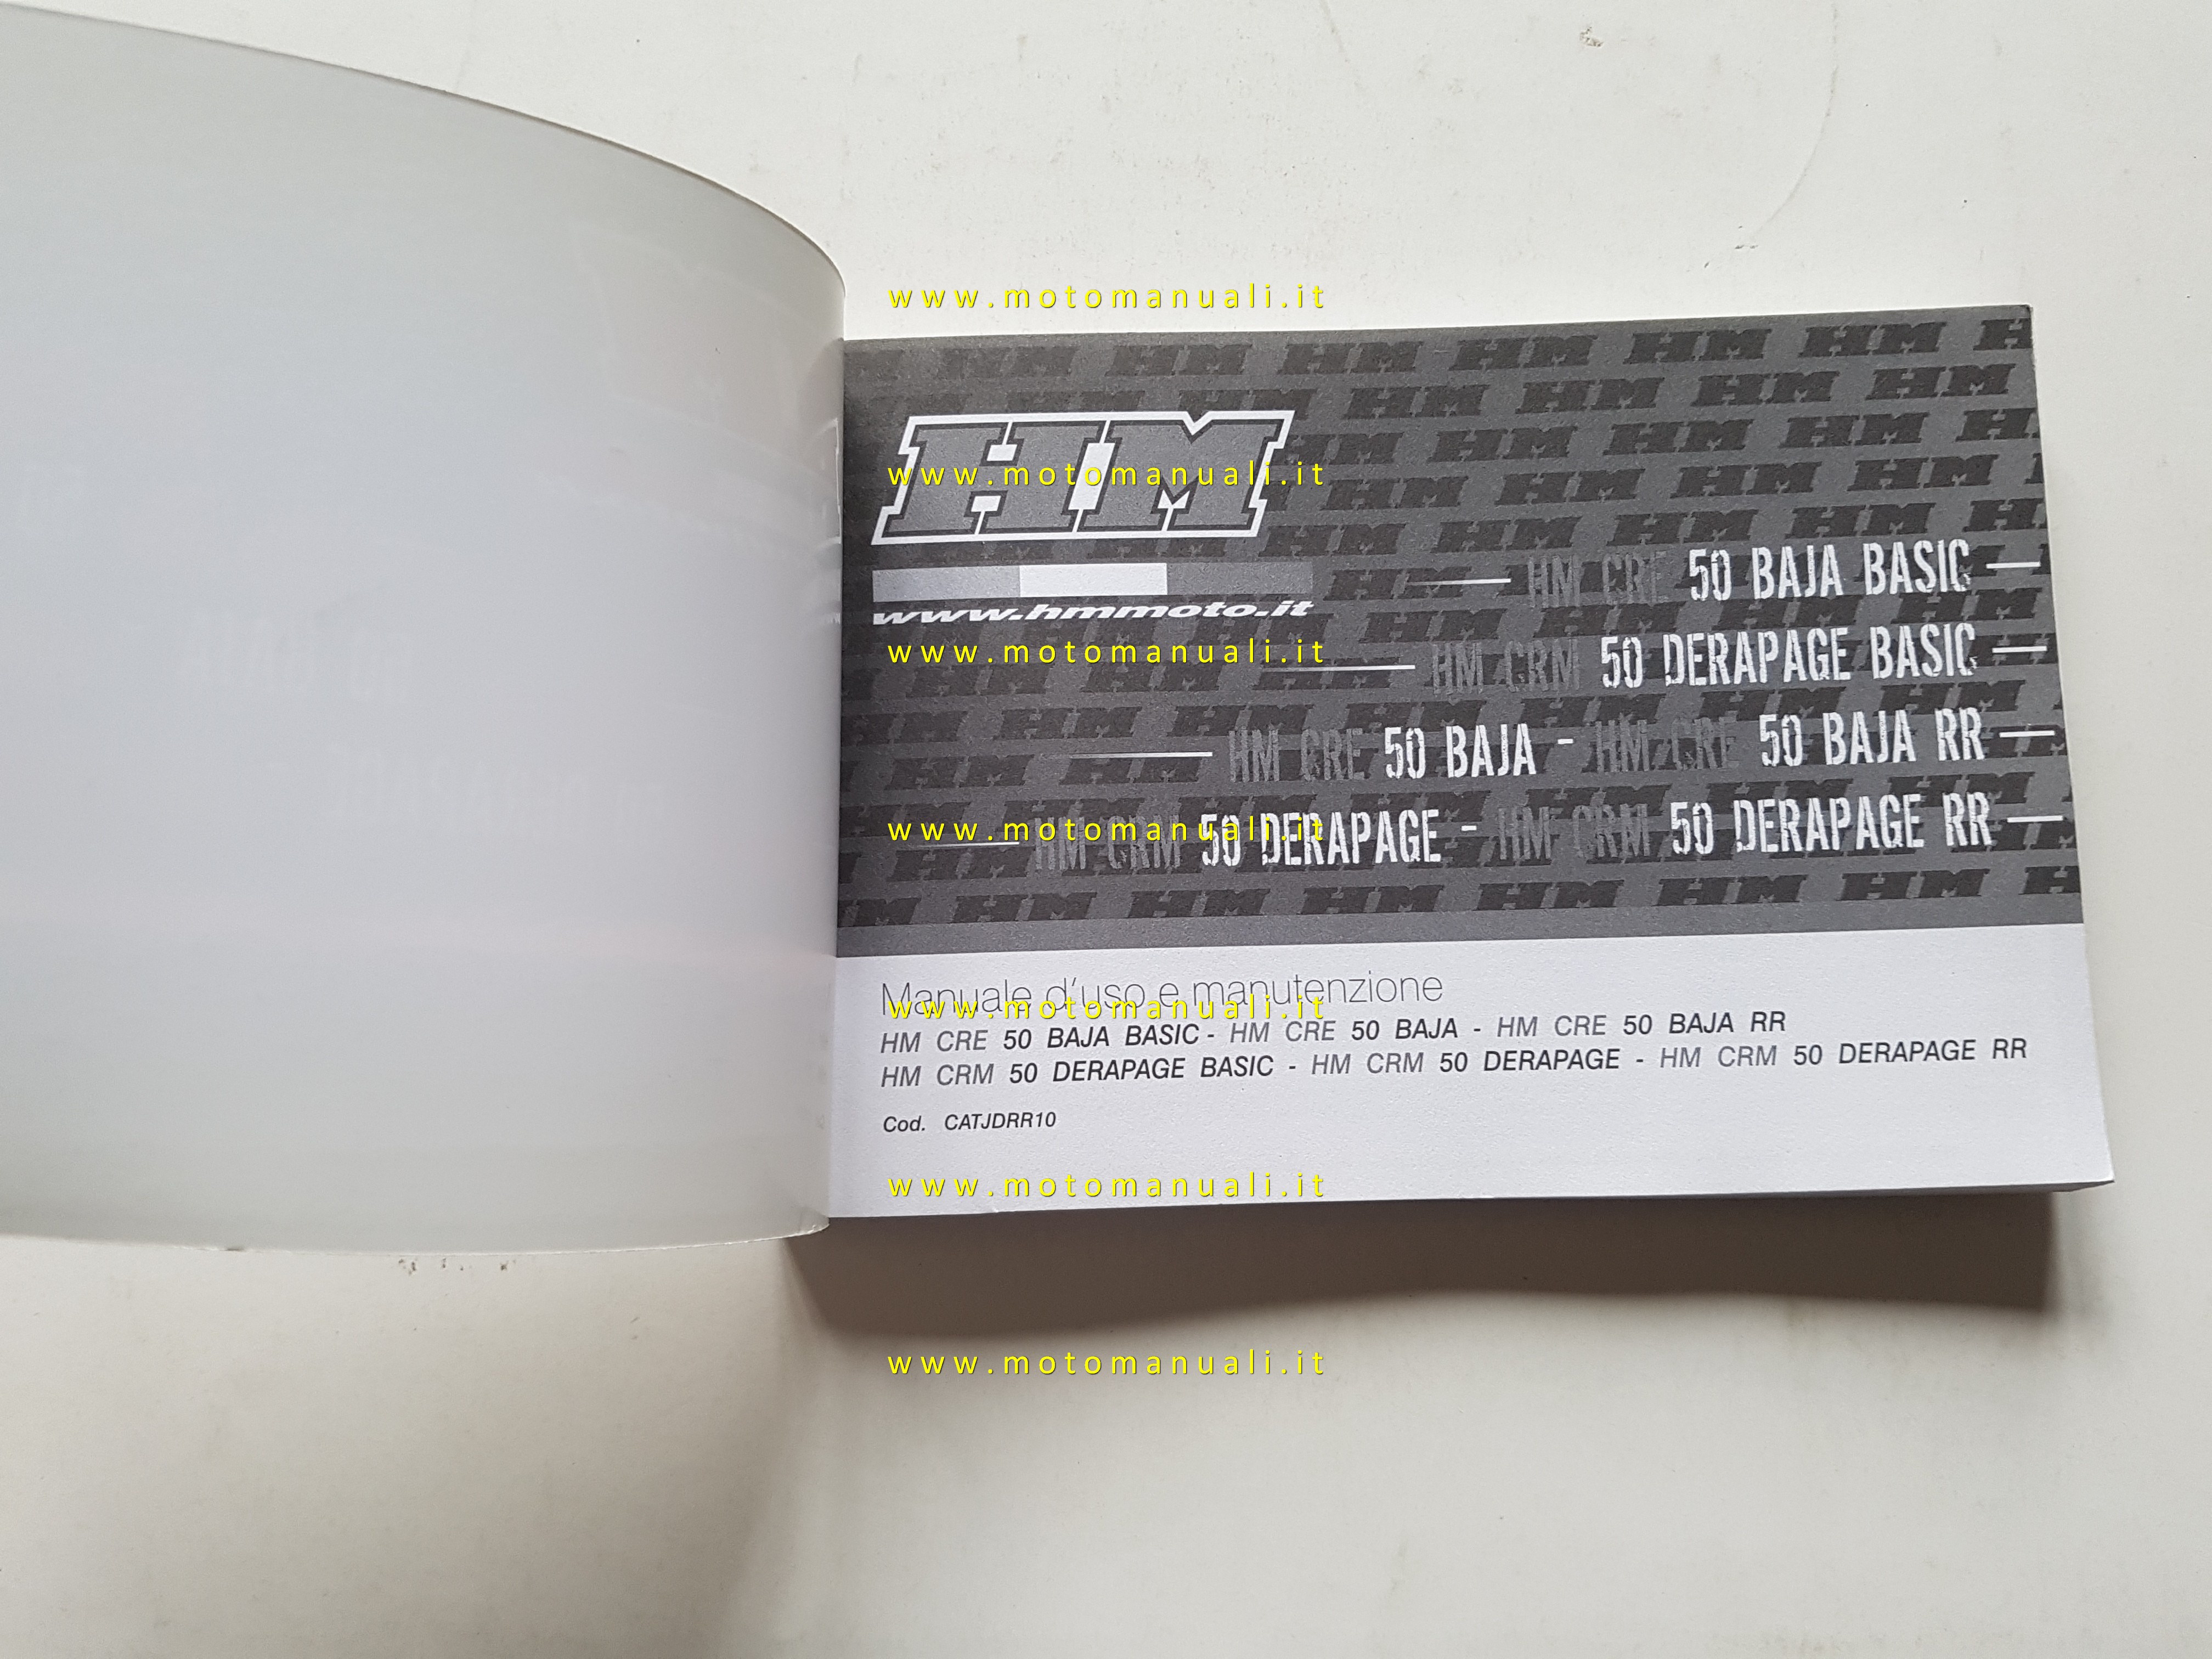 www.motomanuali.it
HM
www.motomanuali.it
www.hmmoto.it
HM CRE 50 BAJA BASIC
www.motomanuali.it
HM CRM 50 DERAPAGE BASIC
HM CRE 50 BAJA - HM CRE 50 BAJA RR
www.motomanuali.it
HM CRM 50 DERAPAGE - HM CRM 50 DERAPAGE RR
Manuale d'uso e manutenzione
www.motomanuali.it
HM CRE 50 BAJA BASIC - HM CRE 50 BAJA - HM CRE 50 BAJA RR
HM CRM 50 DERAPAGE BASIC - HM CRM 50 DERAPAGE - HM CRM 50 DERAPAGE RR
Cod. CATJDRR10
www.motomanuali.it
www.motomanuali.it